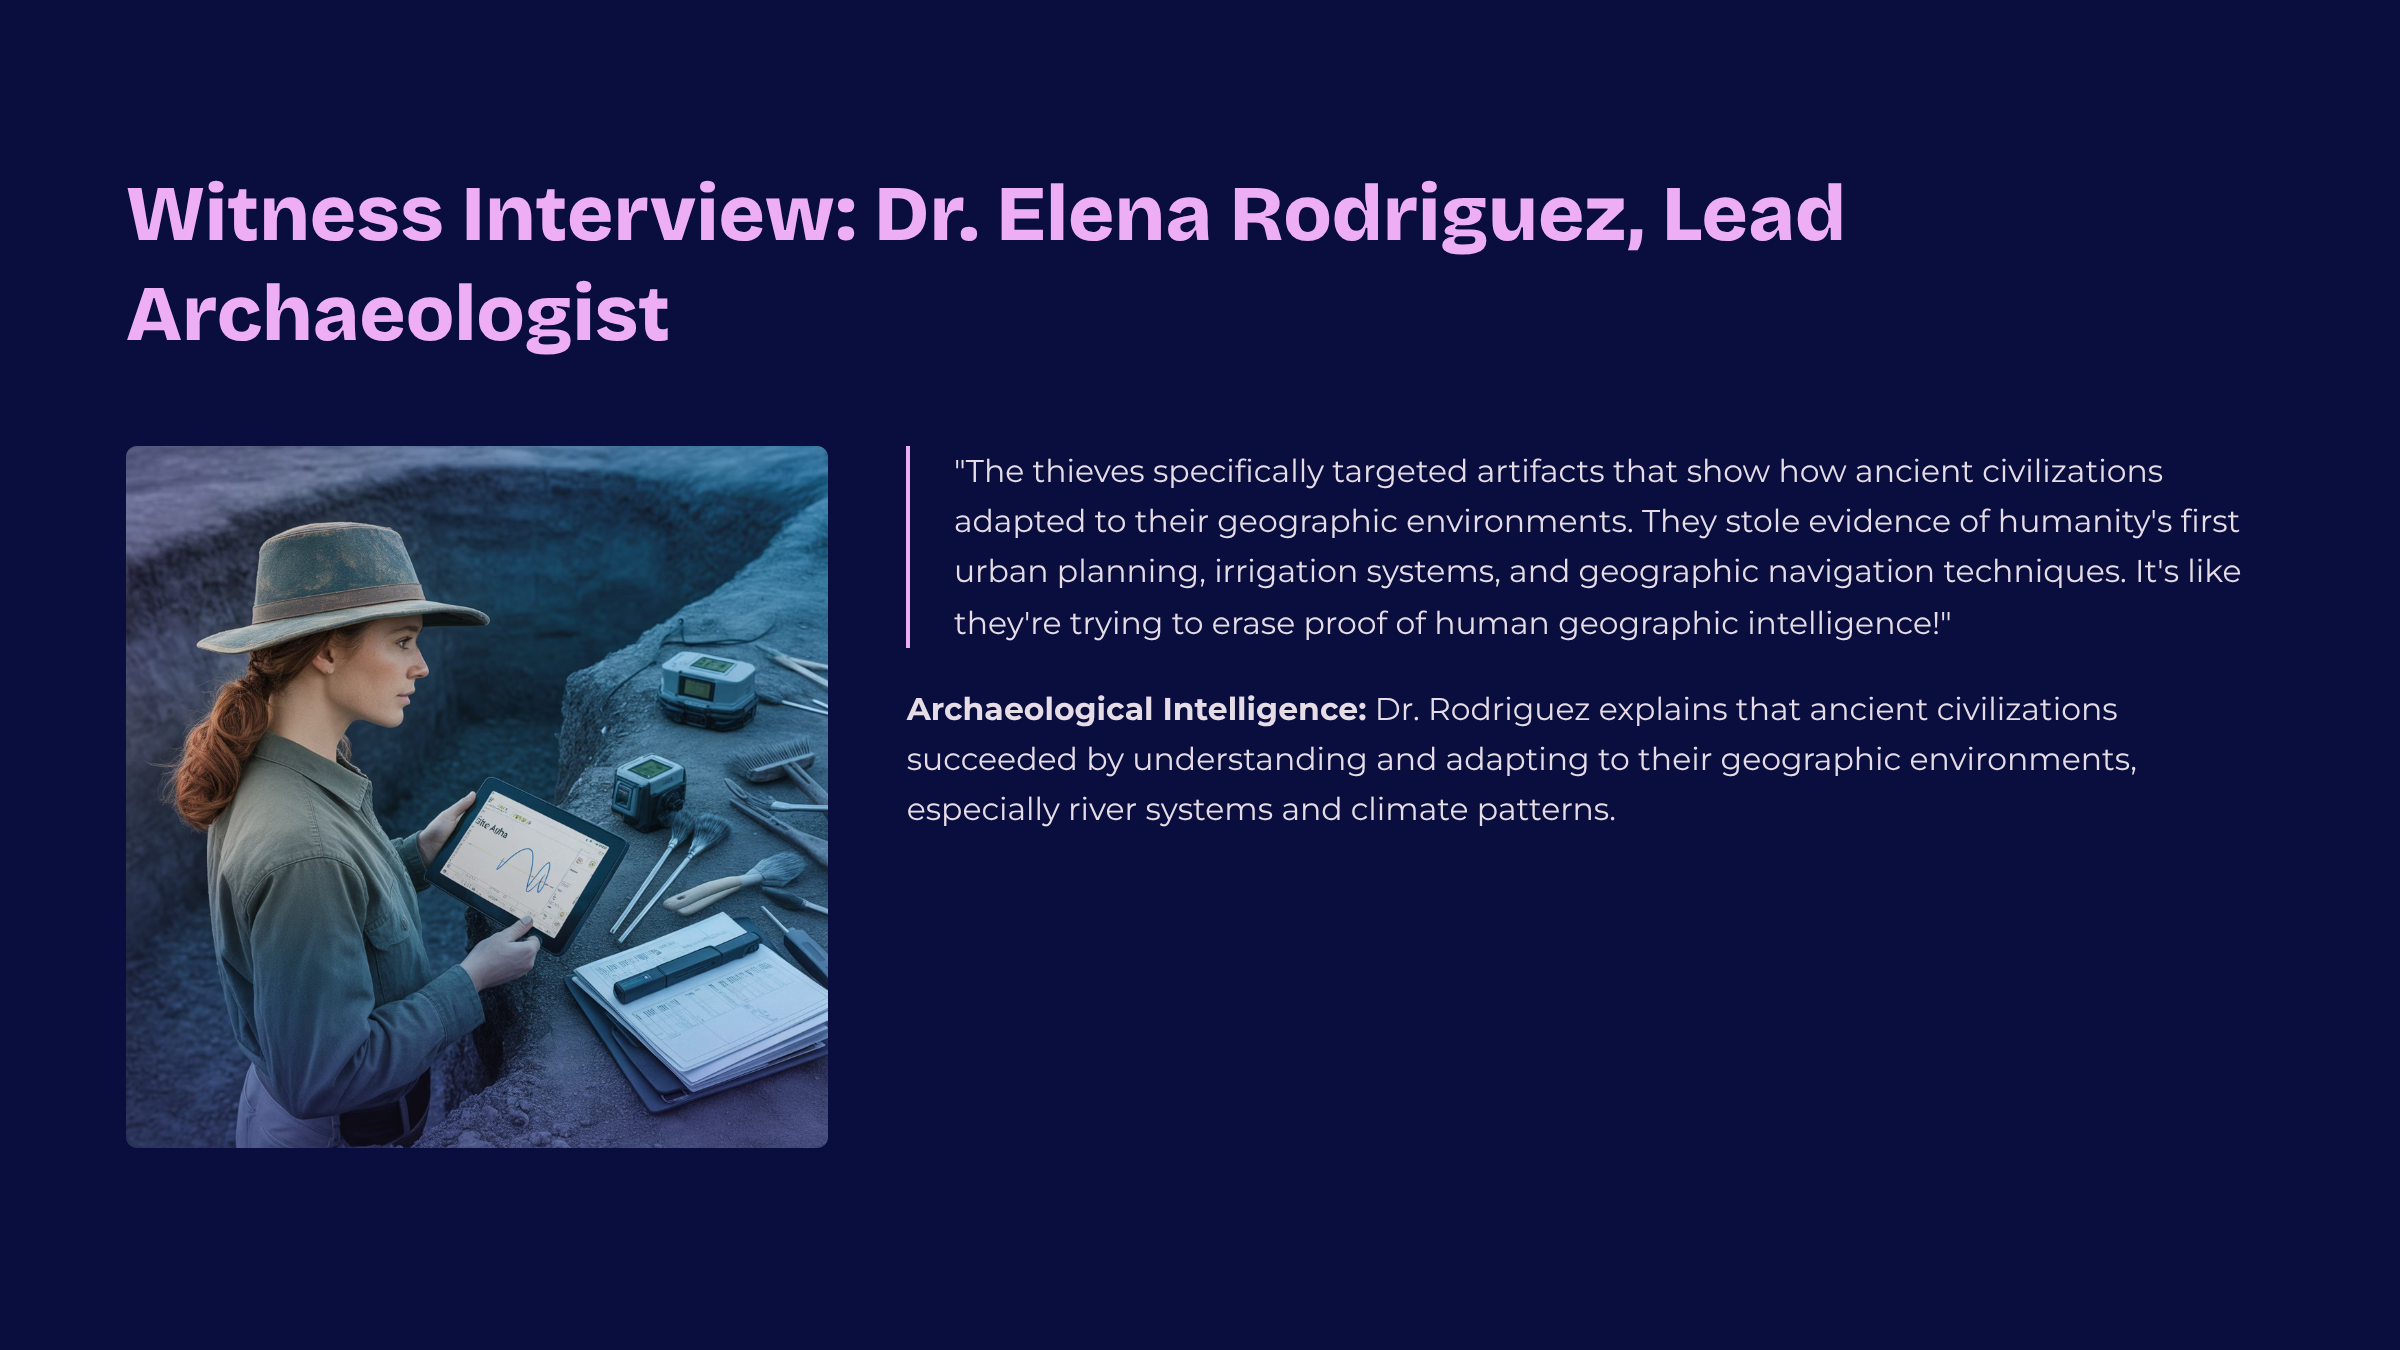 Witness Interview: Dr. Elena Rodriguez, Lead
Archaeologist
"The thieves specifically targeted artifacts that show how ancient civilizations
adapted to their geographic environments. They stole evidence of humanity's first
urban planning, irrigation systems, and geographic navigation techniques. It's like
they're trying to erase proof of human geographic intelligence!"
Archaeological Intelligence: Dr. Rodriguez explains that ancient civilizations
succeeded by understanding and adapting to their geographic environments,
especially river systems and climate patterns.